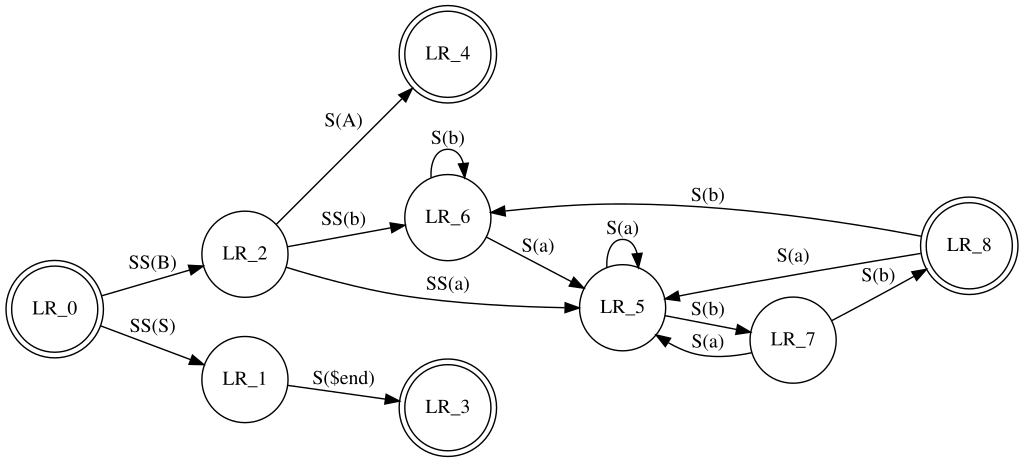 LR_4
S(A)
S(b)
S(b)
LR_6
SS(b)
S(a)
LR_2
S(a)
LR_8
SS(B)
S(a)
S(b)
SS(a)
LR_0
LR_5
S(b)
SS(S)
LR_7
S(a)
LR_1
S($end)
LR_3